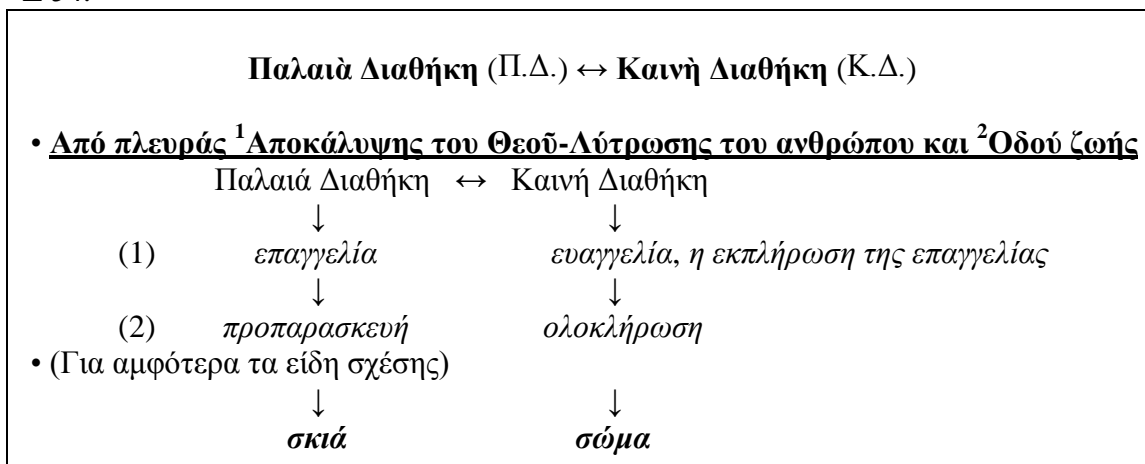 Παλαιὰ Διαθήκη (Π.Δ.) ↔ Καινὴ Διαθήκη (Κ.Δ.)
• Από πλευράς ¹Αποκάλυψης του Θεοῦ-Λύτρωσης του ανθρώπου και ²Οδού ζωής
Παλαιά Διαθήκη ↔ Καινή Διαθήκη
↓ ↓
(1) επαγγελία ευαγγελία, η εκπλήρωση της επαγγελίας
↓ ↓
(2) προπαρασκευή ολοκλήρωση
• (Για αμφότερα τα είδη σχέσης)
↓ ↓
σκιά σώμα